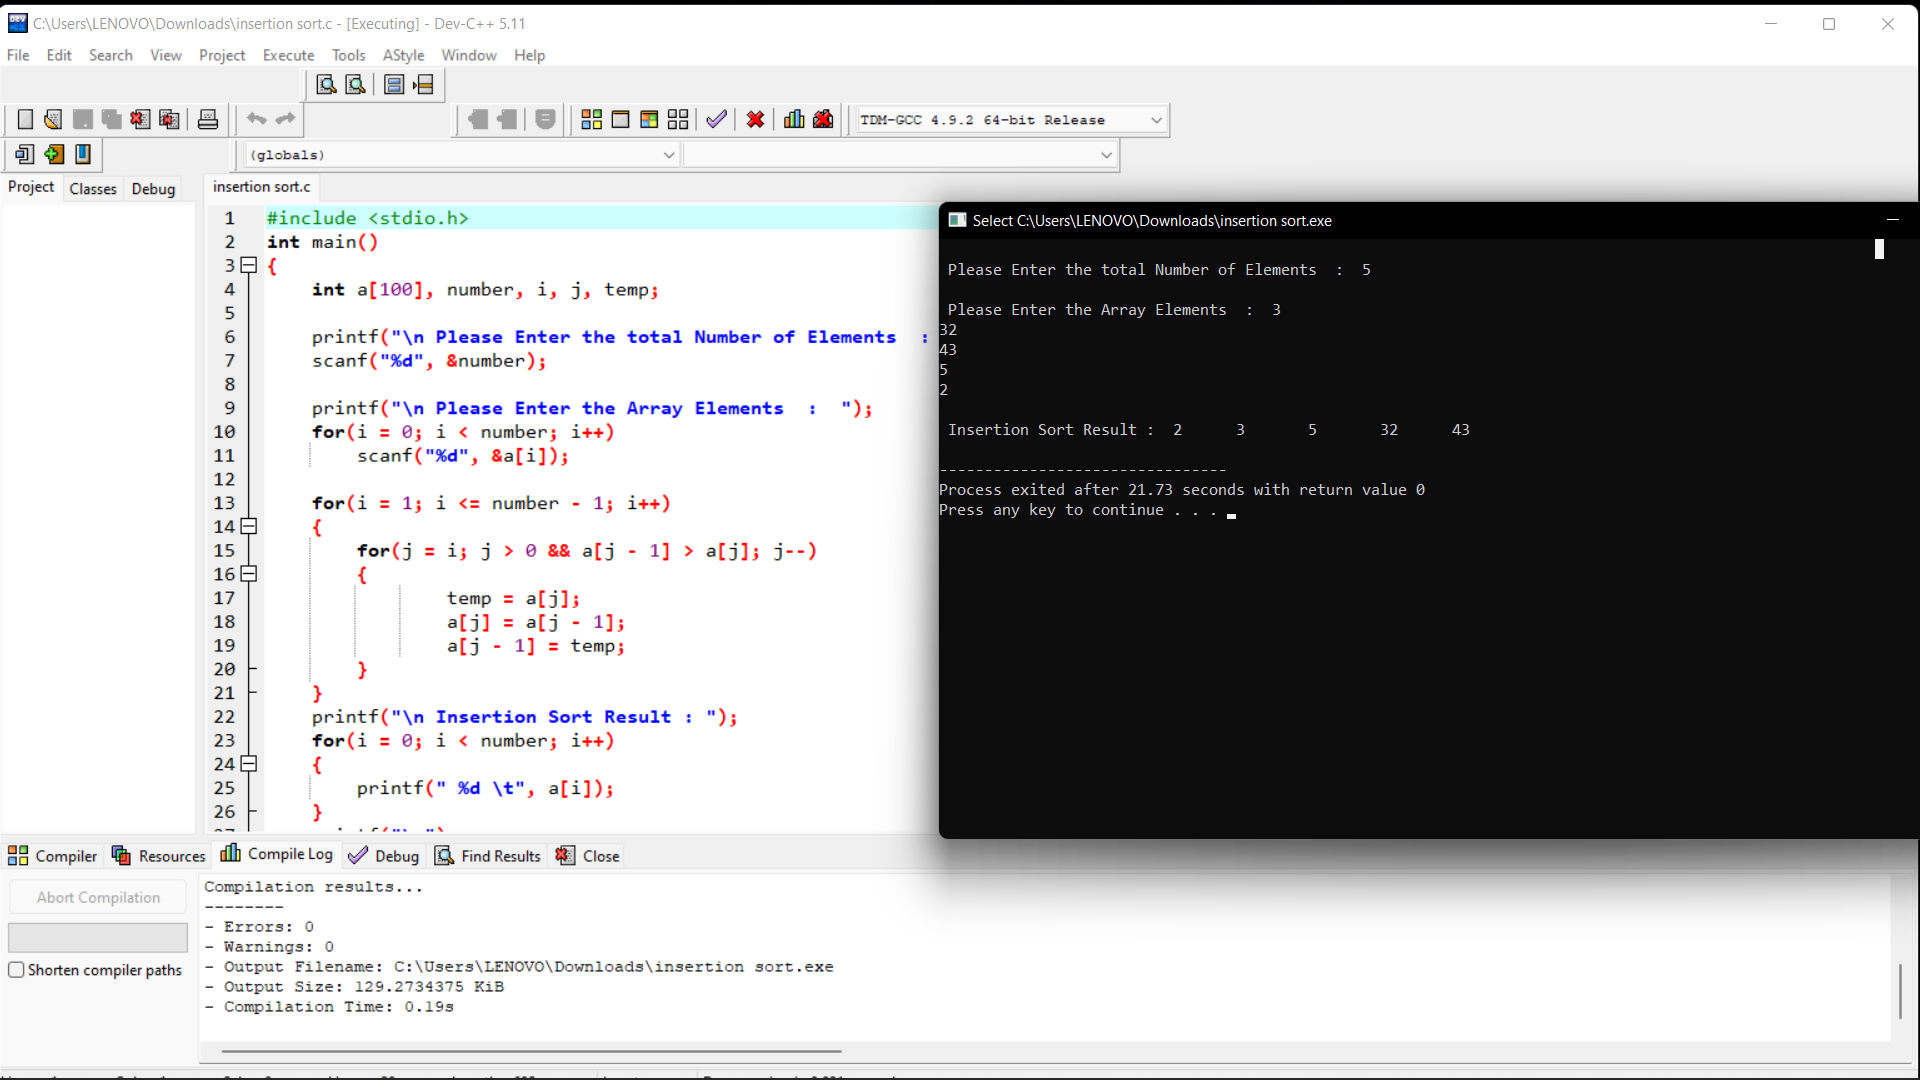 C:\Users\LENOVO\Downloads\insertion sort.c - [Executing] - Dev-C++ 5.11
File Edit Search View Project Execute Tools AStyle Window Help
TDM-GCC 4.9.2 64-bit Release
(globals)
Project Classes Debug
insertion sort.c
1 #include <stdio.h>
2 int main()
3 {
4 int a[100], number, i, j, temp;
5
6 printf("\n Please Enter the total Number of Elements :
7 scanf("%d", &number);
8
9 printf("\n Please Enter the Array Elements : ");
10 for(i = 0; i < number; i++)
11 scanf("%d", &a[i]);
12
13 for(i = 1; i <= number - 1; i++)
14 {
15 for(j = i; j > 0 && a[j - 1] > a[j]; j--)
16 {
17 temp = a[j];
18 a[j] = a[j - 1];
19 a[j - 1] = temp;
20 }
21 }
22 printf("\n Insertion Sort Result : ");
23 for(i = 0; i < number; i++)
24 {
25 printf(" %d \t", a[i]);
26 }
Select C:\Users\LENOVO\Downloads\insertion sort.exe
Please Enter the total Number of Elements : 5
Please Enter the Array Elements : 3
32
43
5
2
Insertion Sort Result : 2 3 5 32 43
--------------------------------
Process exited after 21.73 seconds with return value 0
Press any key to continue . . .
Compiler Resources Compile Log Debug Find Results Close
Abort Compilation
Shorten compiler paths
Compilation results...
--------
- Errors: 0
- Warnings: 0
- Output Filename: C:\Users\LENOVO\Downloads\insertion sort.exe
- Output Size: 129.2734375 KiB
- Compilation Time: 0.19s